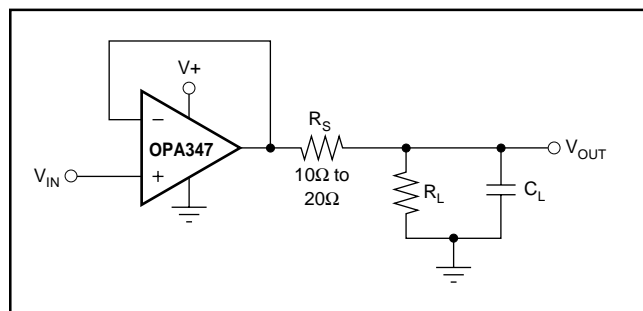 V+
−
OPA347
+
V_IN
R_S
10Ω to
20Ω
R_L
C_L
V_OUT